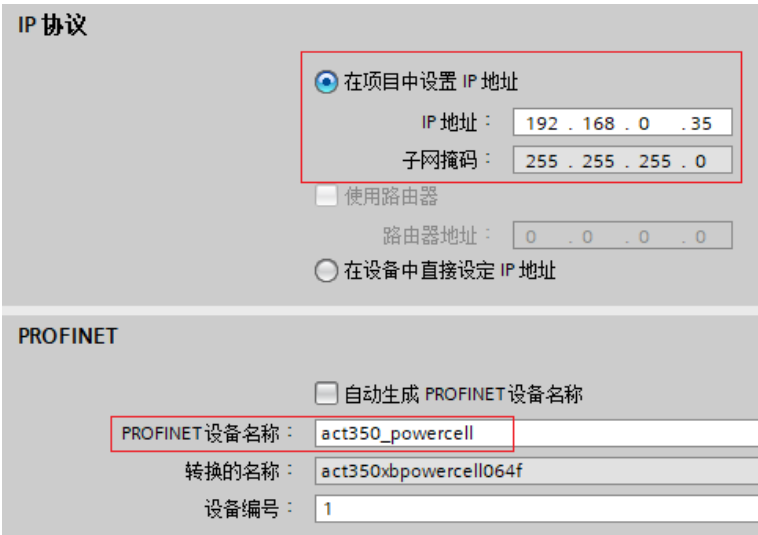 IP 协议
在项目中设置 IP 地址
IP 地址： 192 . 168 . 0 . 35
子网掩码： 255 . 255 . 255 . 0
使用路由器
路由器地址： 0 . 0 . 0 . 0
在设备中直接设定 IP 地址
PROFINET
自动生成 PROFINET设备名称
PROFINET设备名称： act350_powercell
转换的名称： act350xbpowercell064f
设备编号： 1